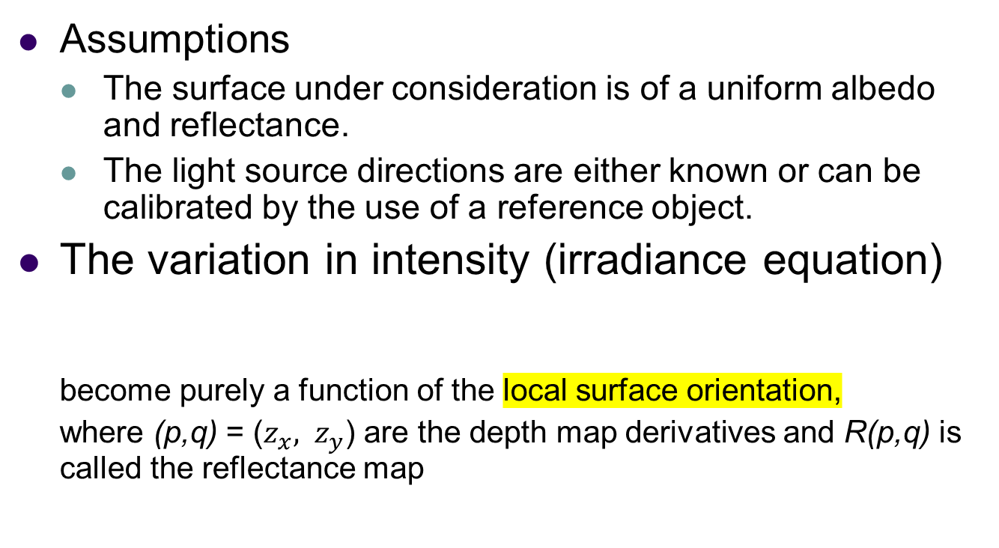 ● Assumptions
● The surface under consideration is of a uniform albedo
and reflectance.
● The light source directions are either known or can be
calibrated by the use of a reference object.
● The variation in intensity (irradiance equation)
become purely a function of the local surface orientation,
where (p,q) = (𝑧𝑥, 𝑧𝑦) are the depth map derivatives and R(p,q) is
called the reflectance map